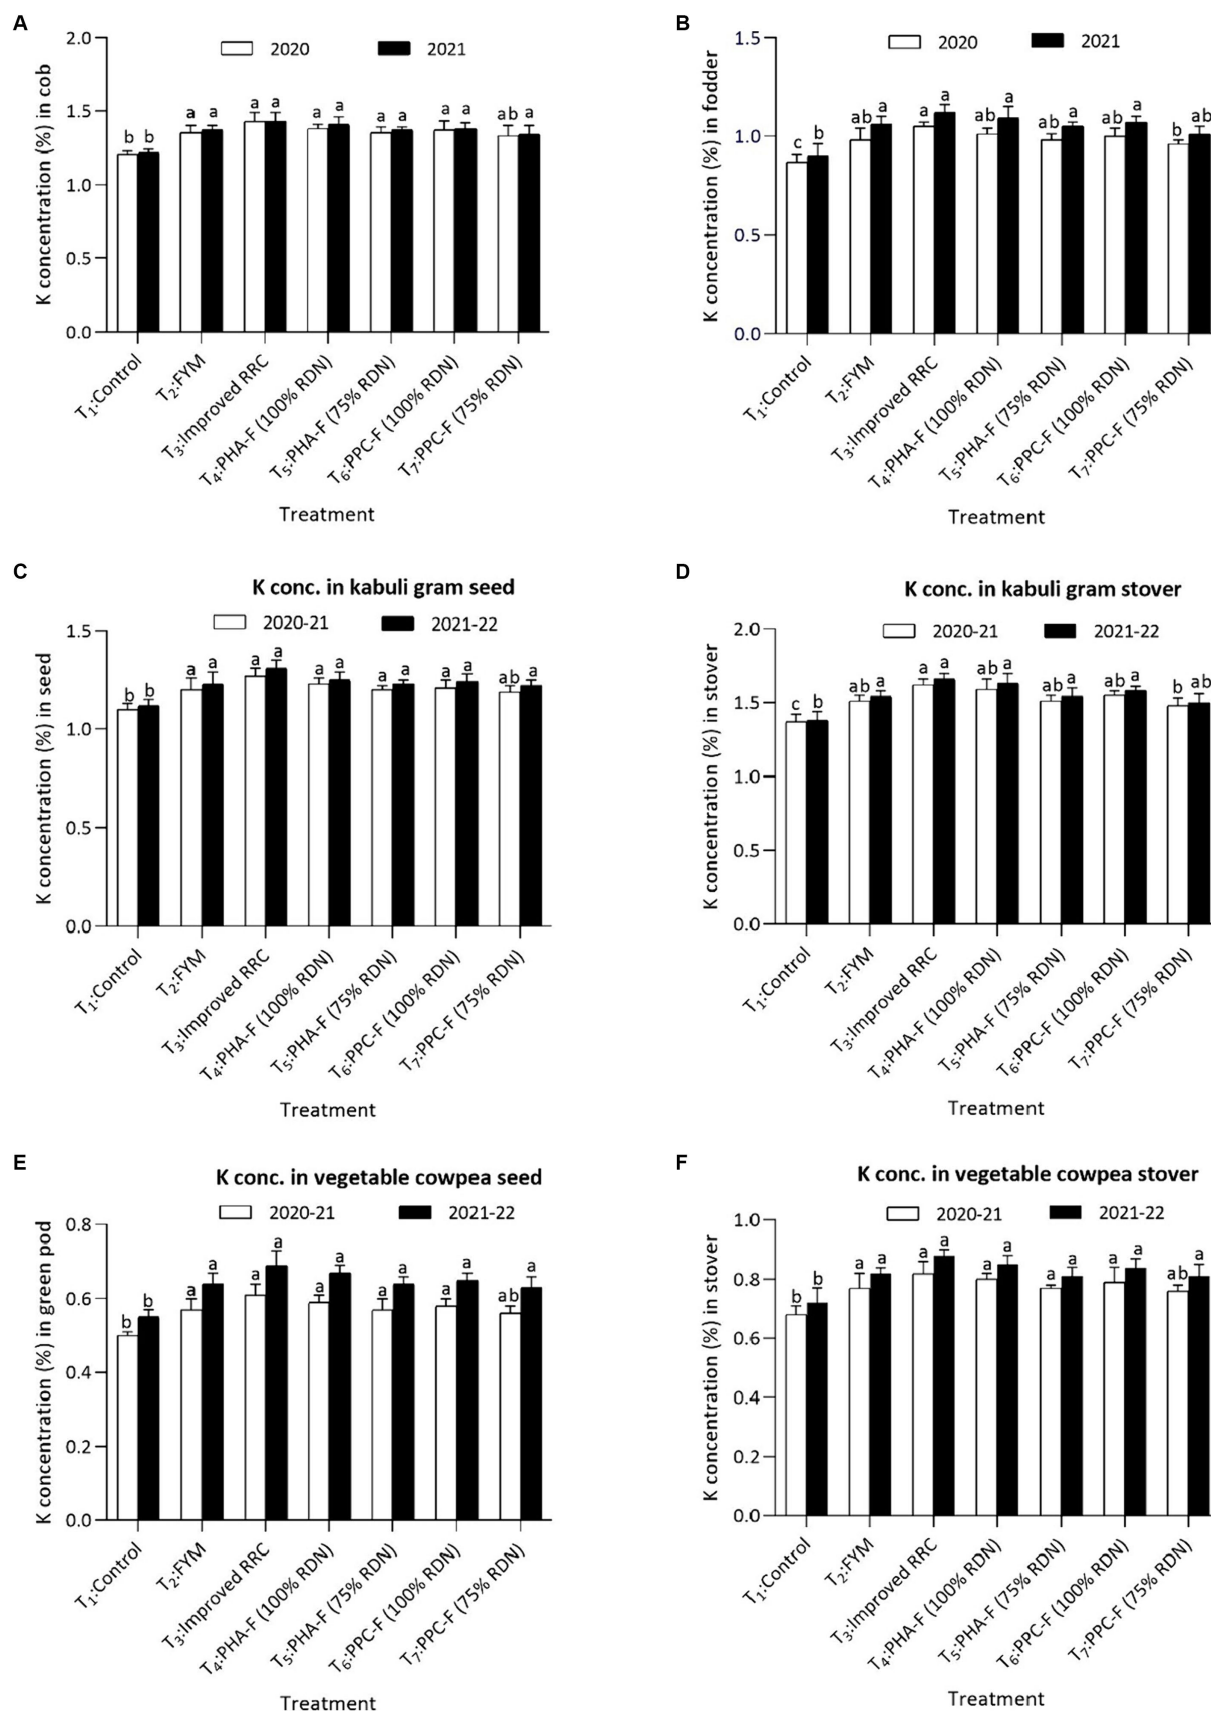 A
2020 2021
K concentration (%) in cob
2.0
1.5
1.0
0.5
0.0
b b a a a a a a a a a a ab a
T1:Control
T2:FYM
T3:Improved RRC
T4:PHA-F (100% RDN)
T5:PHA-F (75% RDN)
T6:PPC-F (100% RDN)
T7:PPC-F (75% RDN)
Treatment
B
2020 2021
K concentration (%) in fodder
1.5
1.0
0.5
0.0
c b ab a a a ab a ab a ab a b ab
T1:Control
T2:FYM
T3:Improved RRC
T4:PHA-F (100% RDN)
T5:PHA-F (75% RDN)
T6:PPC-F (100% RDN)
T7:PPC-F (75% RDN)
Treatment
C
K conc. in kabuli gram seed
2020-21 2021-22
K concentration (%) in seed
1.5
1.0
0.5
0.0
b b a a a a a a a a a a ab a
T1:Control
T2:FYM
T3:Improved RRC
T4:PHA-F (100% RDN)
T5:PHA-F (75% RDN)
T6:PPC-F (100% RDN)
T7:PPC-F (75% RDN)
Treatment
D
K conc. in kabuli gram stover
2020-21 2021-22
K concentration (%) in stover
2.0
1.5
1.0
0.5
0.0
c b ab a a a ab a ab a ab a b ab
T1:Control
T2:FYM
T3:Improved RRC
T4:PHA-F (100% RDN)
T5:PHA-F (75% RDN)
T6:PPC-F (100% RDN)
T7:PPC-F (75% RDN)
Treatment
E
K conc. in vegetable cowpea seed
2020-21 2021-22
K concentration (%) in green pod
0.8
0.6
0.4
0.2
0.0
b b a a a a a a a a a a ab a
T1:Control
T2:FYM
T3:Improved RRC
T4:PHA-F (100% RDN)
T5:PHA-F (75% RDN)
T6:PPC-F (100% RDN)
T7:PPC-F (75% RDN)
Treatment
F
K conc. in vegetable cowpea stover
2020-21 2021-22
K concentration (%) in stover
1.0
0.8
0.6
0.4
0.2
0.0
b b a a a a a a a a a a ab a
T1:Control
T2:FYM
T3:Improved RRC
T4:PHA-F (100% RDN)
T5:PHA-F (75% RDN)
T6:PPC-F (100% RDN)
T7:PPC-F (75% RDN)
Treatment